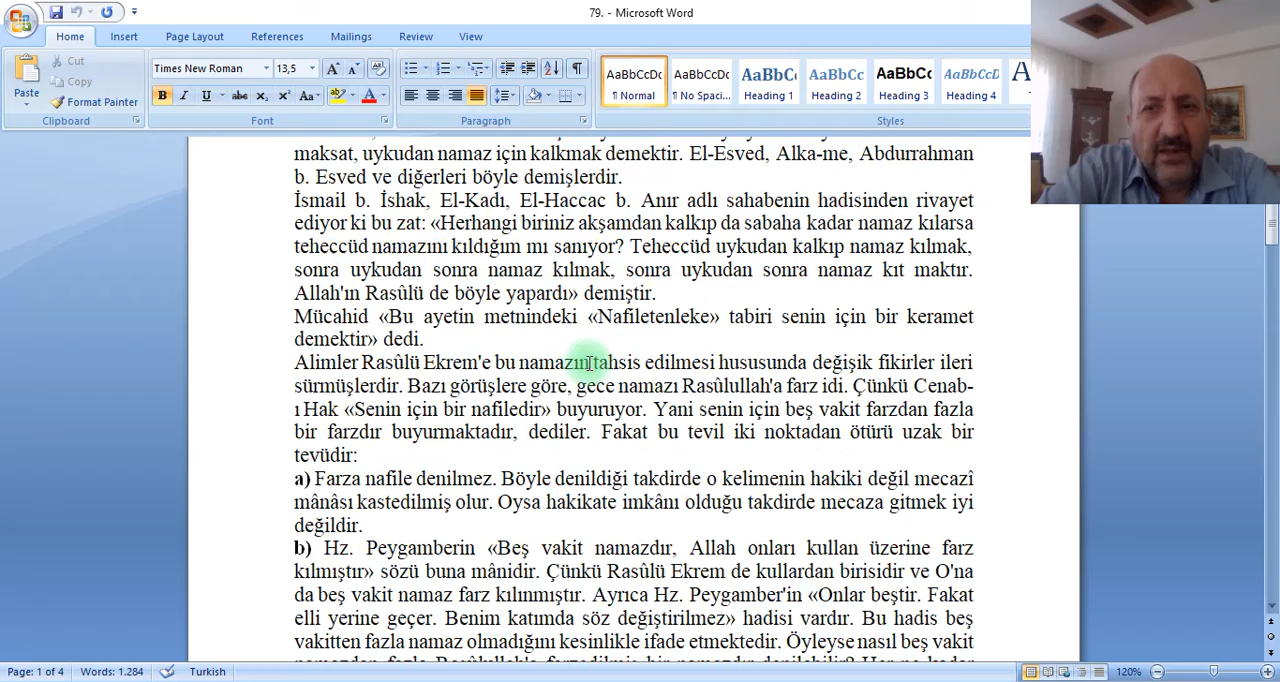 79. - Microsoft Word
Home Insert Page Layout References Mailings Review View
Paste
Cut
Copy
Format Painter
Clipboard
Times New Roman 13,5
Font
Paragraph
AaBbCcDc AaBbCcDc AaBbCc AaBbCc AaBbCc AaBbCcD A
¶ Normal ¶ No Spaci... Heading 1 Heading 2 Heading 3 Heading 4
Styles
maksat, uykudan namaz için kalkmak demektir. El-Esved, Alka-me, Abdurrahman
b. Esved ve diğerleri böyle demişlerdir.
İsmail b. İshak, El-Kadı, El-Haccac b. Anır adlı sahabenin hadisinden rivayet
ediyor ki bu zat: «Herhangi biriniz akşamdan kalkıp da sabaha kadar namaz kılarsa
teheccüd namazını kıldığım mı sanıyor? Teheccüd uykudan kalkıp namaz kılmak,
sonra uykudan sonra namaz kılmak, sonra uykudan sonra namaz kıt maktır.
Allah'ın Rasûlü de böyle yapardı» demiştir.
Mücahid «Bu ayetin metnindeki «Nafiletenleke» tabiri senin için bir keramet
demektir» dedi.
Alimler Rasûlü Ekrem'e bu namazın tahsis edilmesi hususunda değişik fikirler ileri
sürmüşlerdir. Bazı görüşlere göre, gece namazı Rasûlullah'a farz idi. Çünkü Cenab-
ı Hak «Senin için bir nafiledir» buyuruyor. Yani senin için beş vakit farzdan fazla
bir farzdır buyurmaktadır, dediler. Fakat bu tevil iki noktadan ötürü uzak bir
tevüdir:
a) Farza nafile denilmez. Böyle denildiği takdirde o kelimenin hakiki değil mecazî
mânâsı kastedilmiş olur. Oysa hakikate imkânı olduğu takdirde mecaza gitmek iyi
değildir.
b) Hz. Peygamberin «Beş vakit namazdır, Allah onları kullan üzerine farz
kılmıştır» sözü buna mânidir. Çünkü Rasûlü Ekrem de kullardan birisidir ve O'na
da beş vakit namaz farz kılınmıştır. Ayrıca Hz. Peygamber'in «Onlar beştir. Fakat
elli yerine geçer. Benim katımda söz değiştirilmez» hadisi vardır. Bu hadis beş
vakitten fazla namaz olmadığını kesinlikle ifade etmektedir. Öyleyse nasıl beş vakit
Page: 1 of 4 Words: 1.284 Turkish 120%